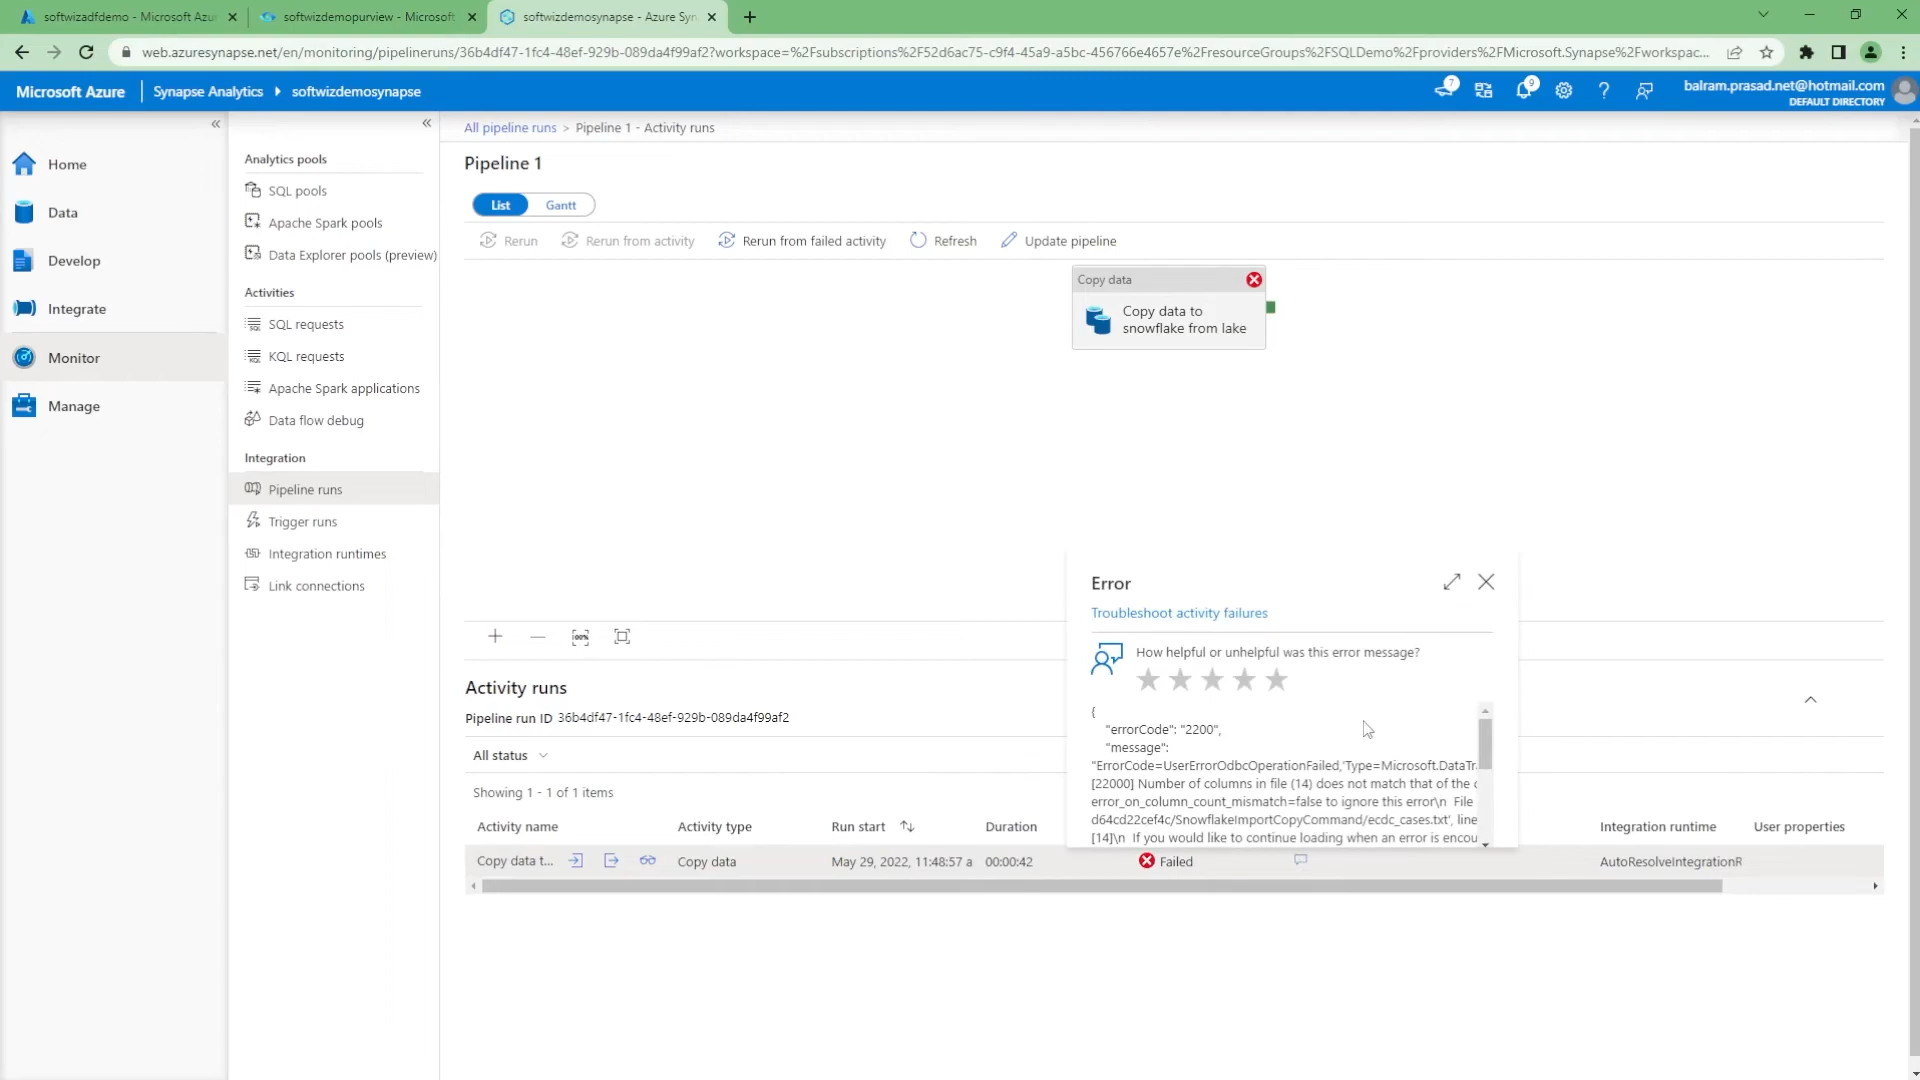 softwizadfdemo - Microsoft Azu
softwizdemopurview - Microsoft
softwizdemosynapse - Azure Syn
web.azuresynapse.net/en/monitoring/pipelineruns/36b4df47-1fc4-48ef-929b-089da4f99af2?workspace=%2Fsubscriptions%2F52d6ac75-c9f4-45a9-a5bc-456766e4657e%2FresourceGroups%2FSQLDemo%2Fproviders%2FMicrosoft.Synapse%2Fworkspac...
Microsoft Azure
Synapse Analytics
softwizdemosynapse
7
9
balram.prasad.net@hotmail.com
DEFAULT DIRECTORY
Home
Data
Develop
Integrate
Monitor
Manage
Analytics pools
SQL pools
Apache Spark pools
Data Explorer pools (preview)
Activities
SQL requests
KQL requests
Apache Spark applications
Data flow debug
Integration
Pipeline runs
Trigger runs
Integration runtimes
Link connections
All pipeline runs > Pipeline 1 - Activity runs
Pipeline 1
List Gantt
Rerun Rerun from activity Rerun from failed activity Refresh Update pipeline
Copy data
Copy data to
snowflake from lake
Error
Troubleshoot activity failures
How helpful or unhelpful was this error message?
{
"errorCode": "2200",
"message":
"ErrorCode=UserErrorOdbcOperationFailed,'Type=Microsoft.DataTr
[22000] Number of columns in file (14) does not match that of the c
error_on_column_count_mismatch=false to ignore this error\n File
d64cd22cef4c/SnowflakeImportCopyCommand/ecdc_cases.txt', line
[14]\n If you would like to continue loading when an error is encou
Activity runs
Pipeline run ID 36b4df47-1fc4-48ef-929b-089da4f99af2
All status
Showing 1 - 1 of 1 items
Activity name Activity type Run start Duration Integration runtime User properties
Copy data t... Copy data May 29, 2022, 11:48:57 a 00:00:42 Failed AutoResolveIntegrationR